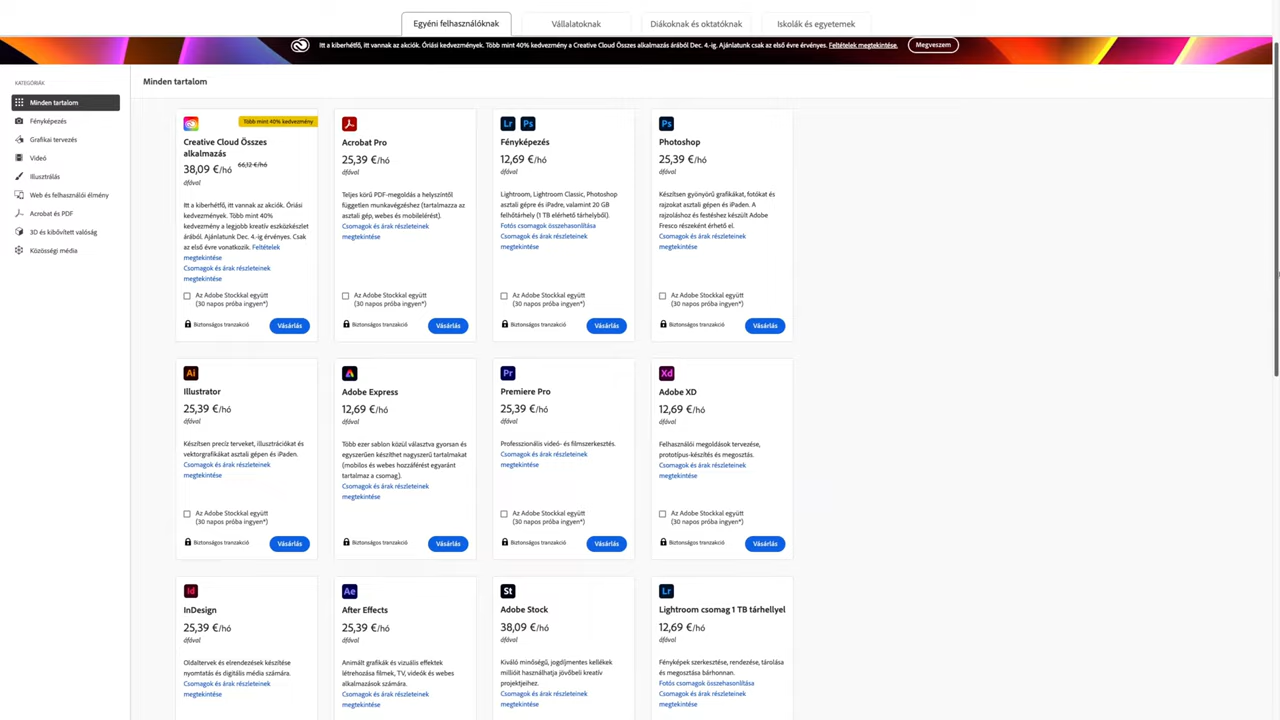 Egyéni felhasználóknak
Vállalatoknak
Diákoknak és oktatóknak
Iskolák és egyetemek
Itt a kiberhétfő, itt vannak az akciók. Óriási kedvezmények. Több mint 40% kedvezmény a Creative Cloud Összes alkalmazás árából Dec. 4.-ig. Ajánlatunk csak az első évre érvényes. Feltételek megtekintése.
Megveszem
KATEGÓRIÁK
Minden tartalom
Fényképezés
Grafikai tervezés
Videó
Illusztrálás
Web és felhasználói élmény
Acrobat és PDF
3D és kibővített valóság
Közösségi média
Minden tartalom
Több mint 40% kedvezmény
Creative Cloud Összes
alkalmazás
38,09 €/hó 66,12 €/hó
áfával
Itt a kiberhétfő, itt vannak az akciók. Óriási
kedvezmények. Több mint 40%
kedvezmény a legjobb kreatív eszközkészlet
árából. Ajánlatunk Dec. 4.-ig érvényes. Csak
az első évre vonatkozik. Feltételek
megtekintése
Csomagok és árak részleteinek
megtekintése
Az Adobe Stockkal együtt
(30 napos próba ingyen*)
Biztonságos tranzakció
Vásárlás
Acrobat Pro
25,39 €/hó
áfával
Teljes körű PDF-megoldás a helyszíntől
független munkavégzéshez (tartalmazza az
asztali gép, webes és mobilelérést).
Csomagok és árak részleteinek
megtekintése
Az Adobe Stockkal együtt
(30 napos próba ingyen*)
Biztonságos tranzakció
Vásárlás
Lr Ps
Fényképezés
12,69 €/hó
áfával
Lightroom, Lightroom Classic, Photoshop
asztali gépre és iPadre, valamint 20 GB
felhőtárhely (1 TB elérhető tárhelyből).
Fotós csomagok összehasonlítása
Csomagok és árak részleteinek
megtekintése
Az Adobe Stockkal együtt
(30 napos próba ingyen*)
Biztonságos tranzakció
Vásárlás
Ps
Photoshop
25,39 €/hó
áfával
Készítsen gyönyörű grafikákat, fotókat és
rajzokat asztali gépen és iPaden. A
rajzoláshoz és festéshez készült Adobe
Fresco részeként érhető el.
Csomagok és árak részleteinek
megtekintése
Az Adobe Stockkal együtt
(30 napos próba ingyen*)
Biztonságos tranzakció
Vásárlás
Ai
Illustrator
25,39 €/hó
áfával
Készítsen precíz terveket, illusztrációkat és
vektorgrafikákat asztali gépen és iPaden.
Csomagok és árak részleteinek
megtekintése
Az Adobe Stockkal együtt
(30 napos próba ingyen*)
Biztonságos tranzakció
Vásárlás
Adobe Express
12,69 €/hó
áfával
Több ezer sablon közül választva gyorsan és
egyszerűen készíthet nagyszerű tartalmakat
(mobilos és webes hozzáférést egyaránt
tartalmaz a csomag).
Csomagok és árak részleteinek
megtekintése
Biztonságos tranzakció
Vásárlás
Pr
Premiere Pro
25,39 €/hó
áfával
Professzionális videó- és filmszerkesztés.
Csomagok és árak részleteinek
megtekintése
Az Adobe Stockkal együtt
(30 napos próba ingyen*)
Biztonságos tranzakció
Vásárlás
Xd
Adobe XD
12,69 €/hó
áfával
Felhasználói megoldások tervezése,
prototípus-készítés és megosztás.
Csomagok és árak részleteinek
megtekintése
Az Adobe Stockkal együtt
(30 napos próba ingyen*)
Biztonságos tranzakció
Vásárlás
Id
InDesign
25,39 €/hó
áfával
Oldaltervek és elrendezések készítése
nyomtatás és digitális média számára.
Csomagok és árak részleteinek
megtekintése
Ae
After Effects
25,39 €/hó
áfával
Animált grafikák és vizuális effektek
létrehozása filmek, TV, videók és webes
alkalmazások számára.
Csomagok és árak részleteinek
megtekintése
St
Adobe Stock
38,09 €/hó
áfával
Kiváló minőségű, jogdíjmentes kellékek
millióit használhatja jövőbeli kreatív
projektjeihez.
Csomagok és árak részleteinek
megtekintése
Lr
Lightroom csomag 1 TB tárhellyel
12,69 €/hó
áfával
Fényképek szerkesztése, rendezése, tárolása
és megosztása bárhonnan.
Fotós csomagok összehasonlítása
Csomagok és árak részleteinek
megtekintése